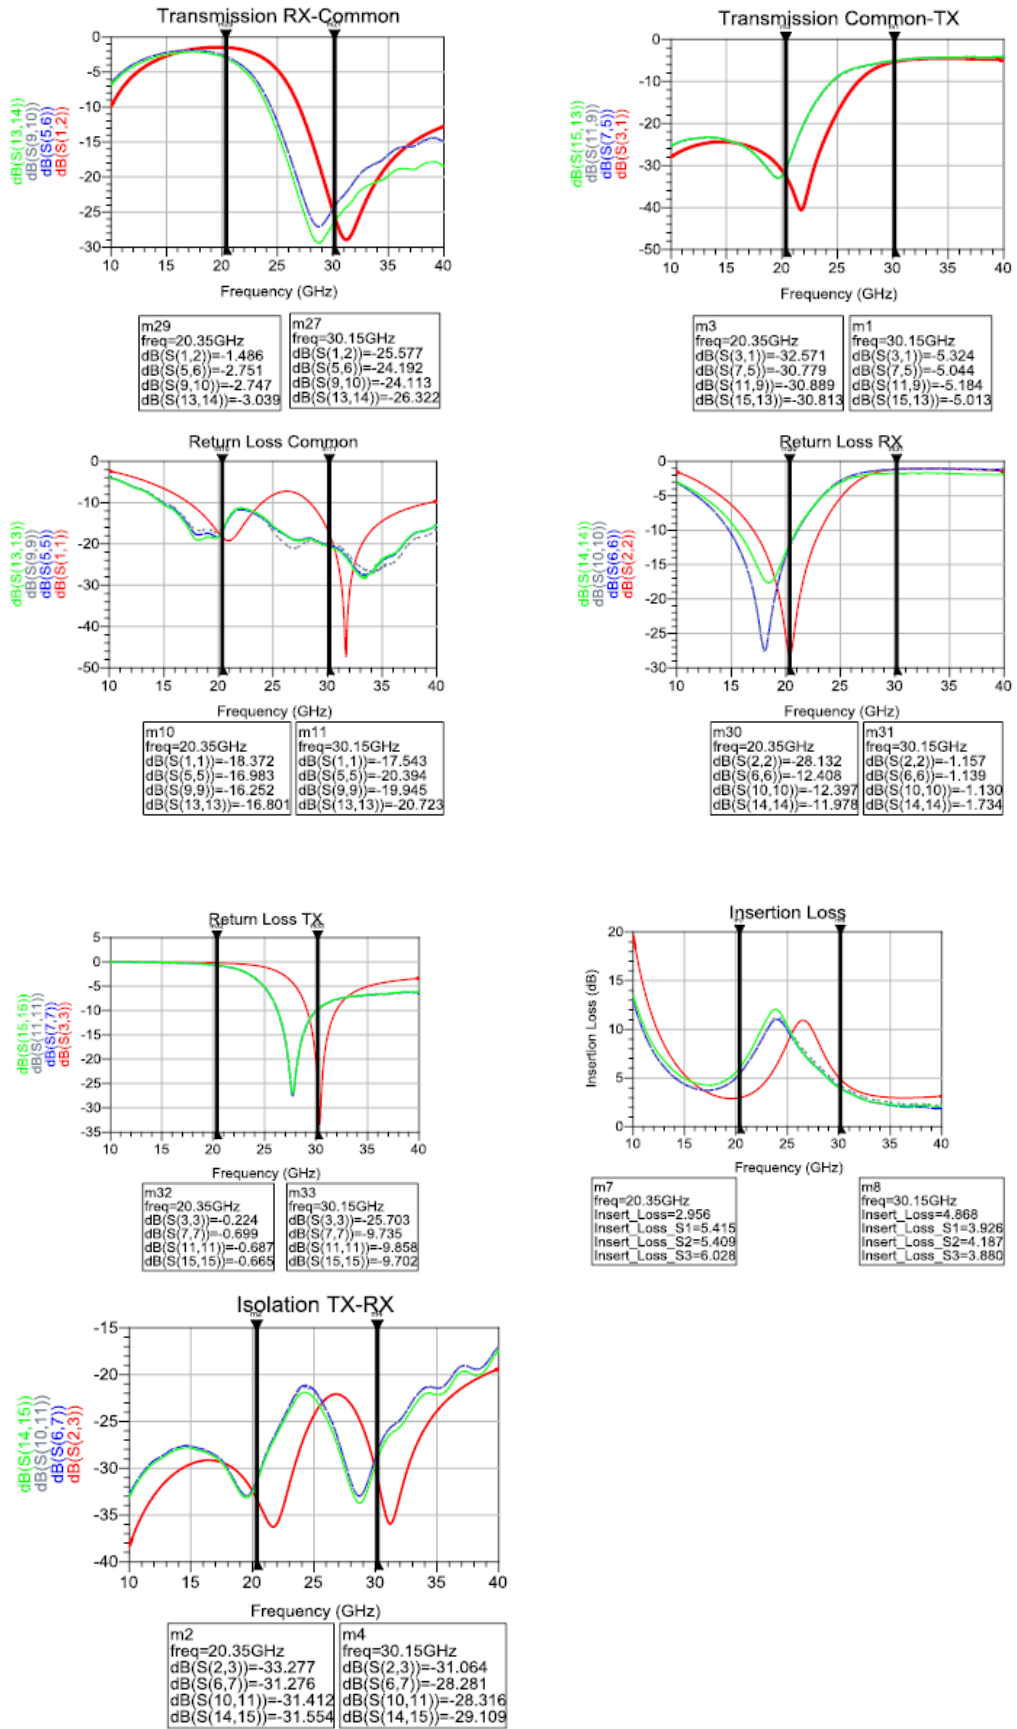 Transmission RX-Common
m29
m27
dB(S(13,14))
dB(S(9,10))
dB(S(5,6))
dB(S(1,2))
0
-5
-10
-15
-20
-25
-30
10 15 20 25 30 35 40
Frequency (GHz)
m29
freq=20.35GHz
dB(S(1,2))=-1.486
dB(S(5,6))=-2.751
dB(S(9,10))=-2.747
dB(S(13,14))=-3.039
m27
freq=30.15GHz
dB(S(1,2))=-25.577
dB(S(5,6))=-24.192
dB(S(9,10))=-24.113
dB(S(13,14))=-26.322
Transmission Common-TX
m3
m1
dB(S(15,13))
dB(S(11,9))
dB(S(7,5))
dB(S(3,1))
0
-10
-20
-30
-40
-50
10 15 20 25 30 35 40
Frequency (GHz)
m3
freq=20.35GHz
dB(S(3,1))=-32.571
dB(S(7,5))=-30.779
dB(S(11,9))=-30.889
dB(S(15,13))=-30.813
m1
freq=30.15GHz
dB(S(3,1))=-5.324
dB(S(7,5))=-5.044
dB(S(11,9))=-5.184
dB(S(15,13))=-5.013
Return Loss Common
m10
m11
dB(S(13,13))
dB(S(9,9))
dB(S(5,5))
dB(S(1,1))
0
-10
-20
-30
-40
-50
10 15 20 25 30 35 40
Frequency (GHz)
m10
freq=20.35GHz
dB(S(1,1))=-18.372
dB(S(5,5))=-16.983
dB(S(9,9))=-16.252
dB(S(13,13))=-16.801
m11
freq=30.15GHz
dB(S(1,1))=-17.543
dB(S(5,5))=-20.394
dB(S(9,9))=-19.945
dB(S(13,13))=-20.723
Return Loss RX
m30
m31
dB(S(14,14))
dB(S(10,10))
dB(S(6,6))
dB(S(2,2))
0
-5
-10
-15
-20
-25
-30
10 15 20 25 30 35 40
Frequency (GHz)
m30
freq=20.35GHz
dB(S(2,2))=-28.132
dB(S(6,6))=-12.408
dB(S(10,10))=-12.397
dB(S(14,14))=-11.978
m31
freq=30.15GHz
dB(S(2,2))=-1.157
dB(S(6,6))=-1.139
dB(S(10,10))=-1.130
dB(S(14,14))=-1.734
Return Loss TX
m32
m33
dB(S(15,15))
dB(S(11,11))
dB(S(7,7))
dB(S(3,3))
5
0
-5
-10
-15
-20
-25
-30
-35
10 15 20 25 30 35 40
Frequency (GHz)
m32
freq=20.35GHz
dB(S(3,3))=-0.224
dB(S(7,7))=-0.699
dB(S(11,11))=-0.687
dB(S(15,15))=-0.665
m33
freq=30.15GHz
dB(S(3,3))=-25.703
dB(S(7,7))=-9.735
dB(S(11,11))=-9.858
dB(S(15,15))=-9.702
Insertion Loss
m7
m8
Insertion Loss (dB)
20
15
10
5
0
10 15 20 25 30 35 40
Frequency (GHz)
m7
freq=20.35GHz
Insert_Loss=2.956
Insert_Loss_S1=5.415
Insert_Loss_S2=5.409
Insert_Loss_S3=6.028
m8
freq=30.15GHz
Insert_Loss=4.868
Insert_Loss_S1=3.926
Insert_Loss_S2=4.187
Insert_Loss_S3=3.880
Isolation TX-RX
m2
m4
dB(S(14,15))
dB(S(10,11))
dB(S(6,7))
dB(S(2,3))
-15
-20
-25
-30
-35
-40
10 15 20 25 30 35 40
Frequency (GHz)
m2
freq=20.35GHz
dB(S(2,3))=-33.277
dB(S(6,7))=-31.276
dB(S(10,11))=-31.412
dB(S(14,15))=-31.554
m4
freq=30.15GHz
dB(S(2,3))=-31.064
dB(S(6,7))=-28.281
dB(S(10,11))=-28.316
dB(S(14,15))=-29.109